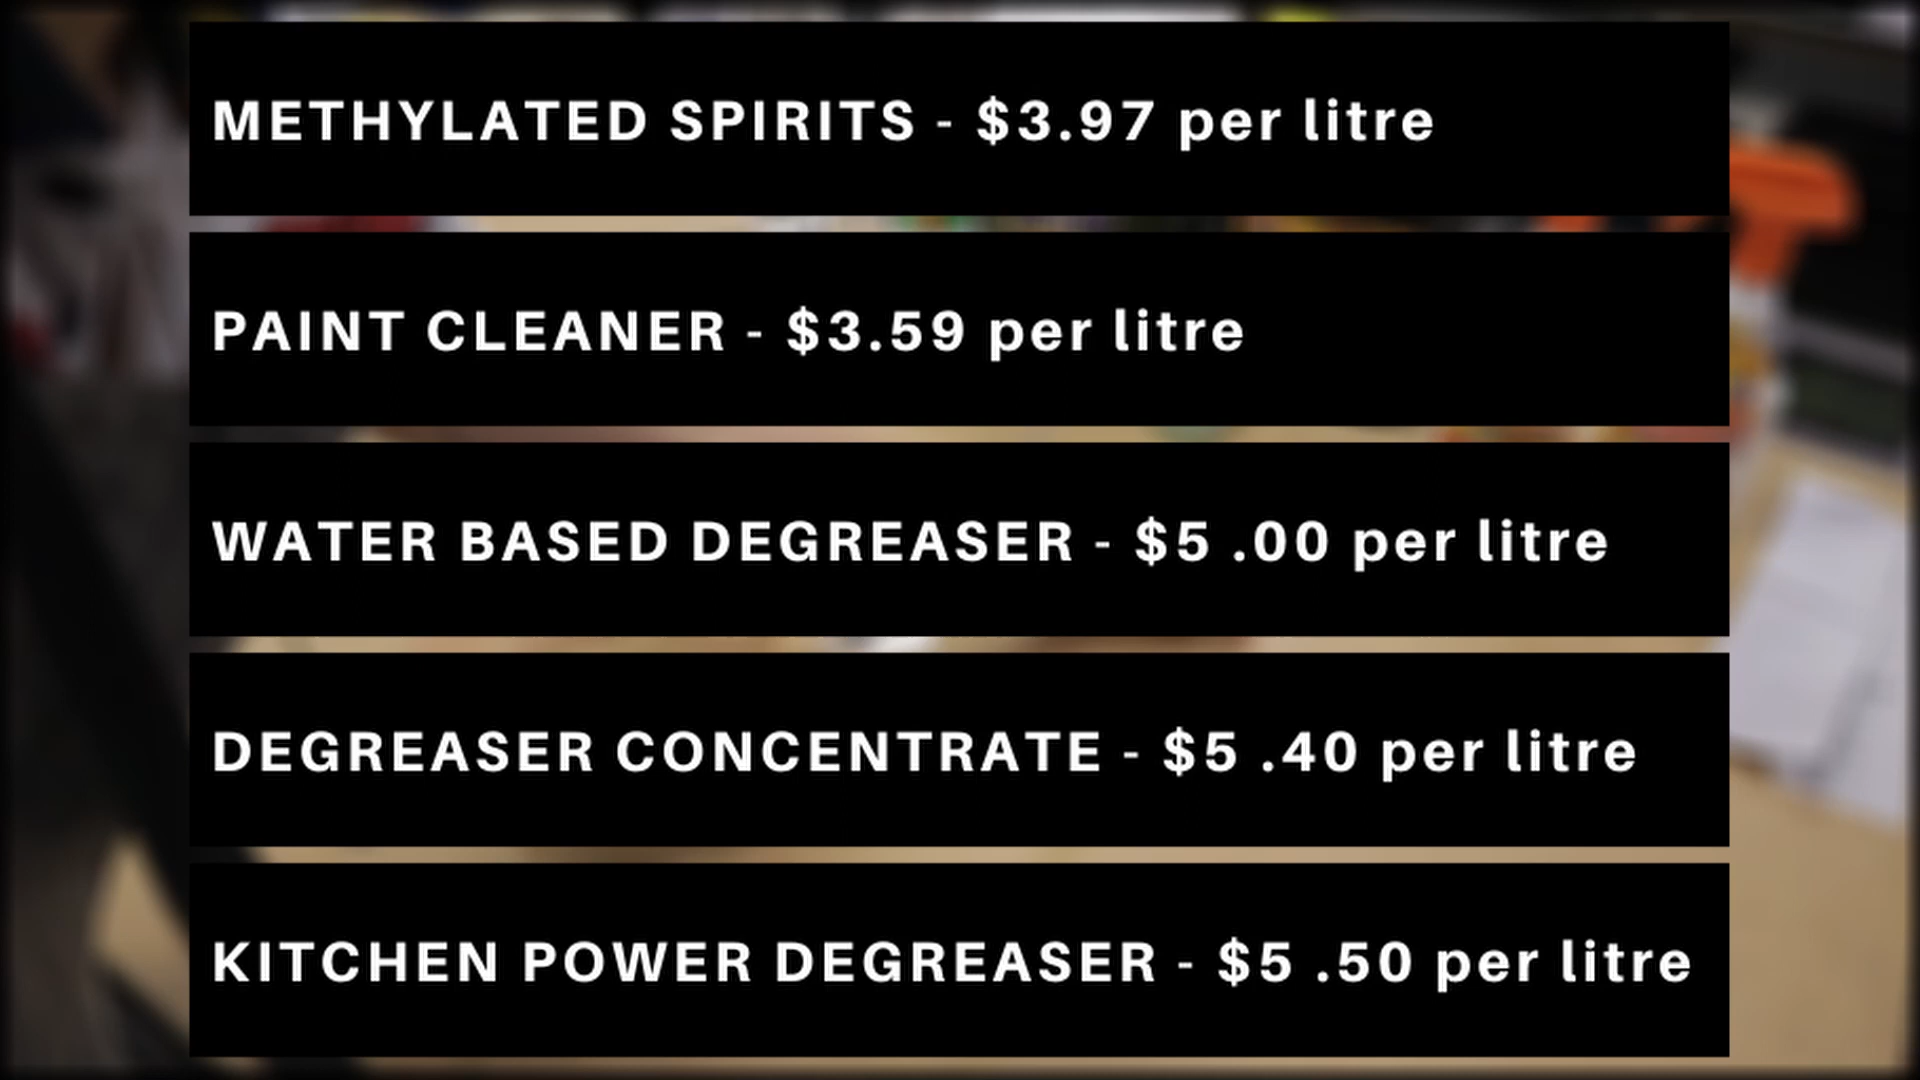 METHYLATED SPIRITS - $3.97 per litre
PAINT CLEANER - $3.59 per litre
WATER BASED DEGREASER - $5 .00 per litre
DEGREASER CONCENTRATE - $5 .40 per litre
KITCHEN POWER DEGREASER - $5 .50 per litre